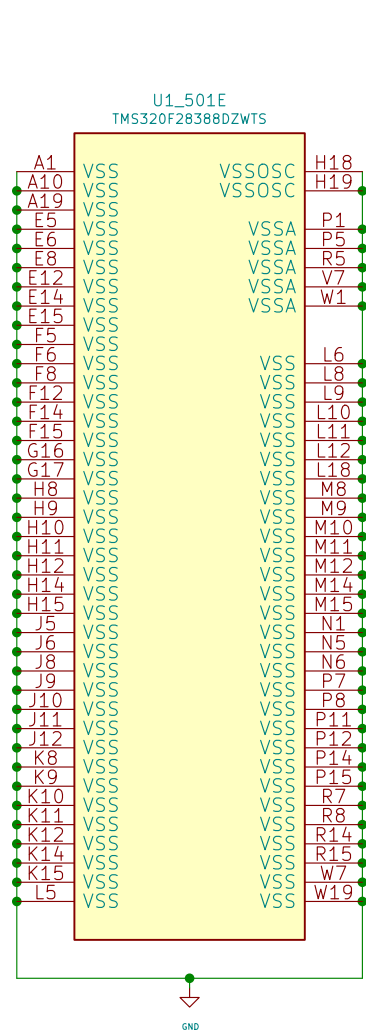 U1_501E
TMS320F28388DZWTS
A1 VSS VSSOSC H18
A10 VSS VSSOSC H19
A19 VSS
E5 VSS VSSA P1
E6 VSS VSSA P5
E8 VSS VSSA R5
E12 VSS VSSA V7
E14 VSS VSSA W1
E15 VSS
F5 VSS
F6 VSS VSS L6
F8 VSS VSS L8
F12 VSS VSS L9
F14 VSS VSS L10
F15 VSS VSS L11
G16 VSS VSS L12
G17 VSS VSS L18
H8 VSS VSS M8
H9 VSS VSS M9
H10 VSS VSS M10
H11 VSS VSS M11
H12 VSS VSS M12
H14 VSS VSS M14
H15 VSS VSS M15
J5 VSS VSS N1
J6 VSS VSS N5
J8 VSS VSS N6
J9 VSS VSS P7
J10 VSS VSS P8
J11 VSS VSS P11
J12 VSS VSS P12
K8 VSS VSS P14
K9 VSS VSS P15
K10 VSS VSS R7
K11 VSS VSS R8
K12 VSS VSS R14
K14 VSS VSS R15
K15 VSS VSS W7
L5 VSS VSS W19
GND